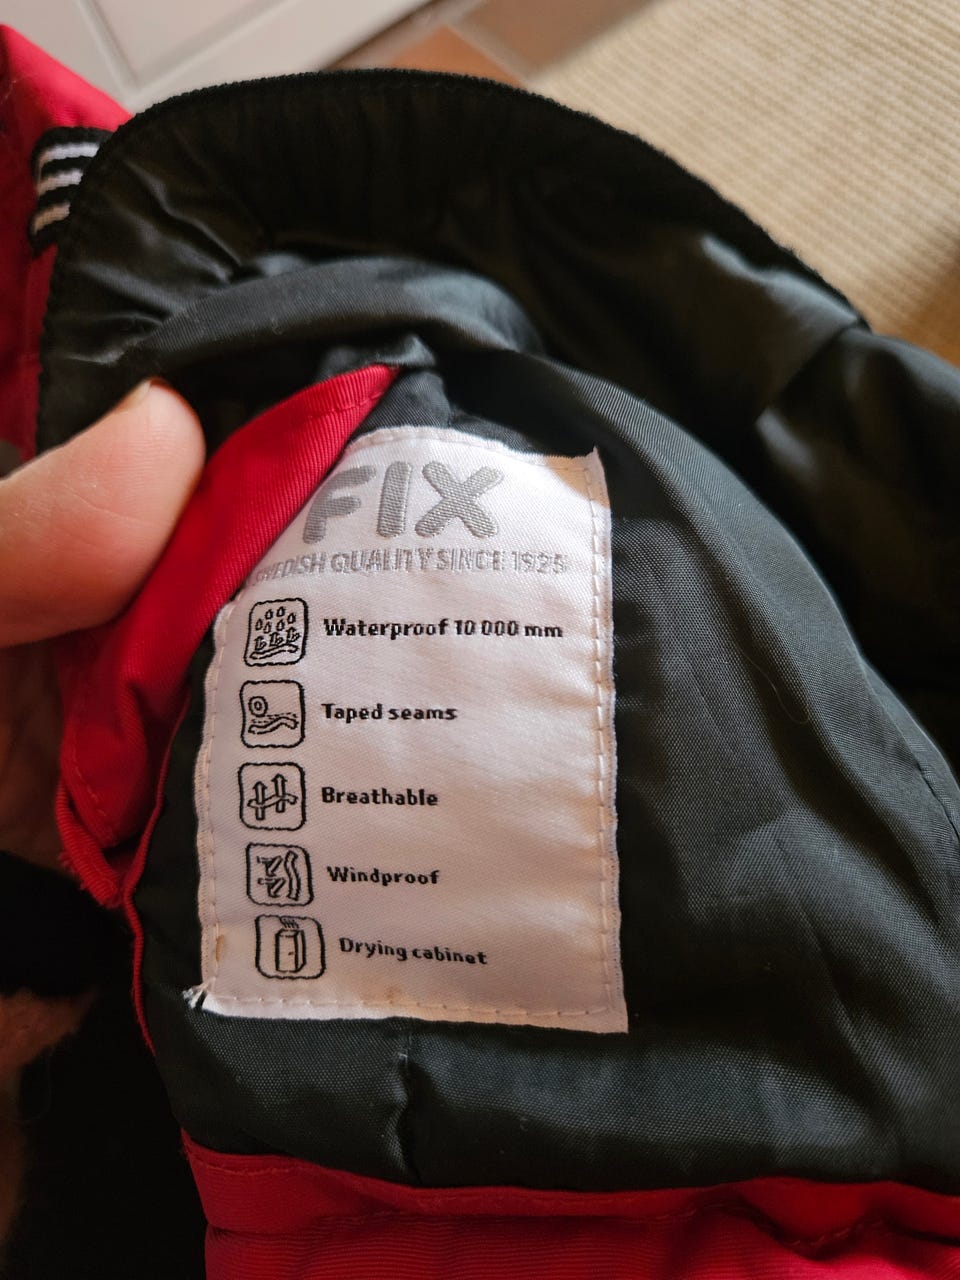 FIX
SWEDISH QUALITY SINCE 1925
Waterproof 10 000 mm
Taped seams
Breathable
Windproof
Drying cabinet